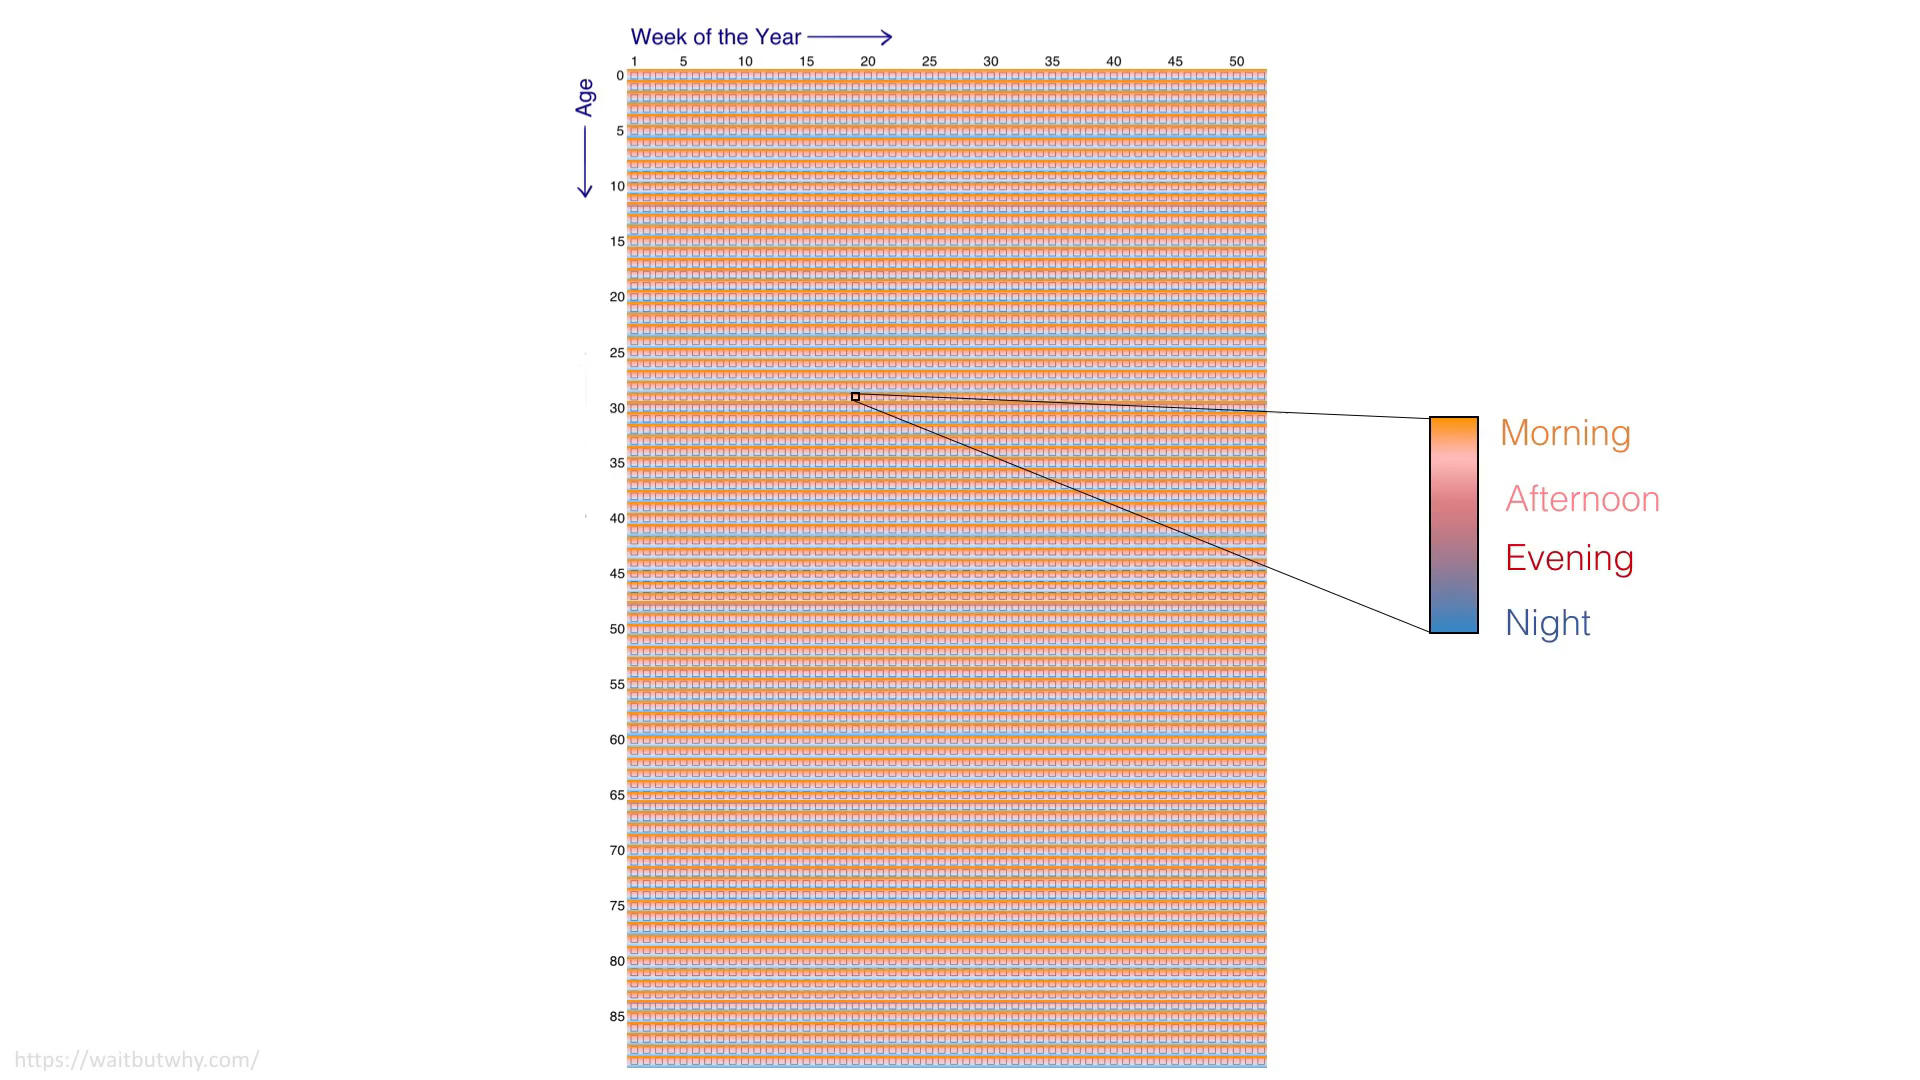 Week of the Year
1 5 10 15 20 25 30 35 40 45 50
Age
0
5
10
15
20
25
30
35
40
45
50
55
60
65
70
75
80
85
Morning
Afternoon
Evening
Night
https://waitbutwhy.com/